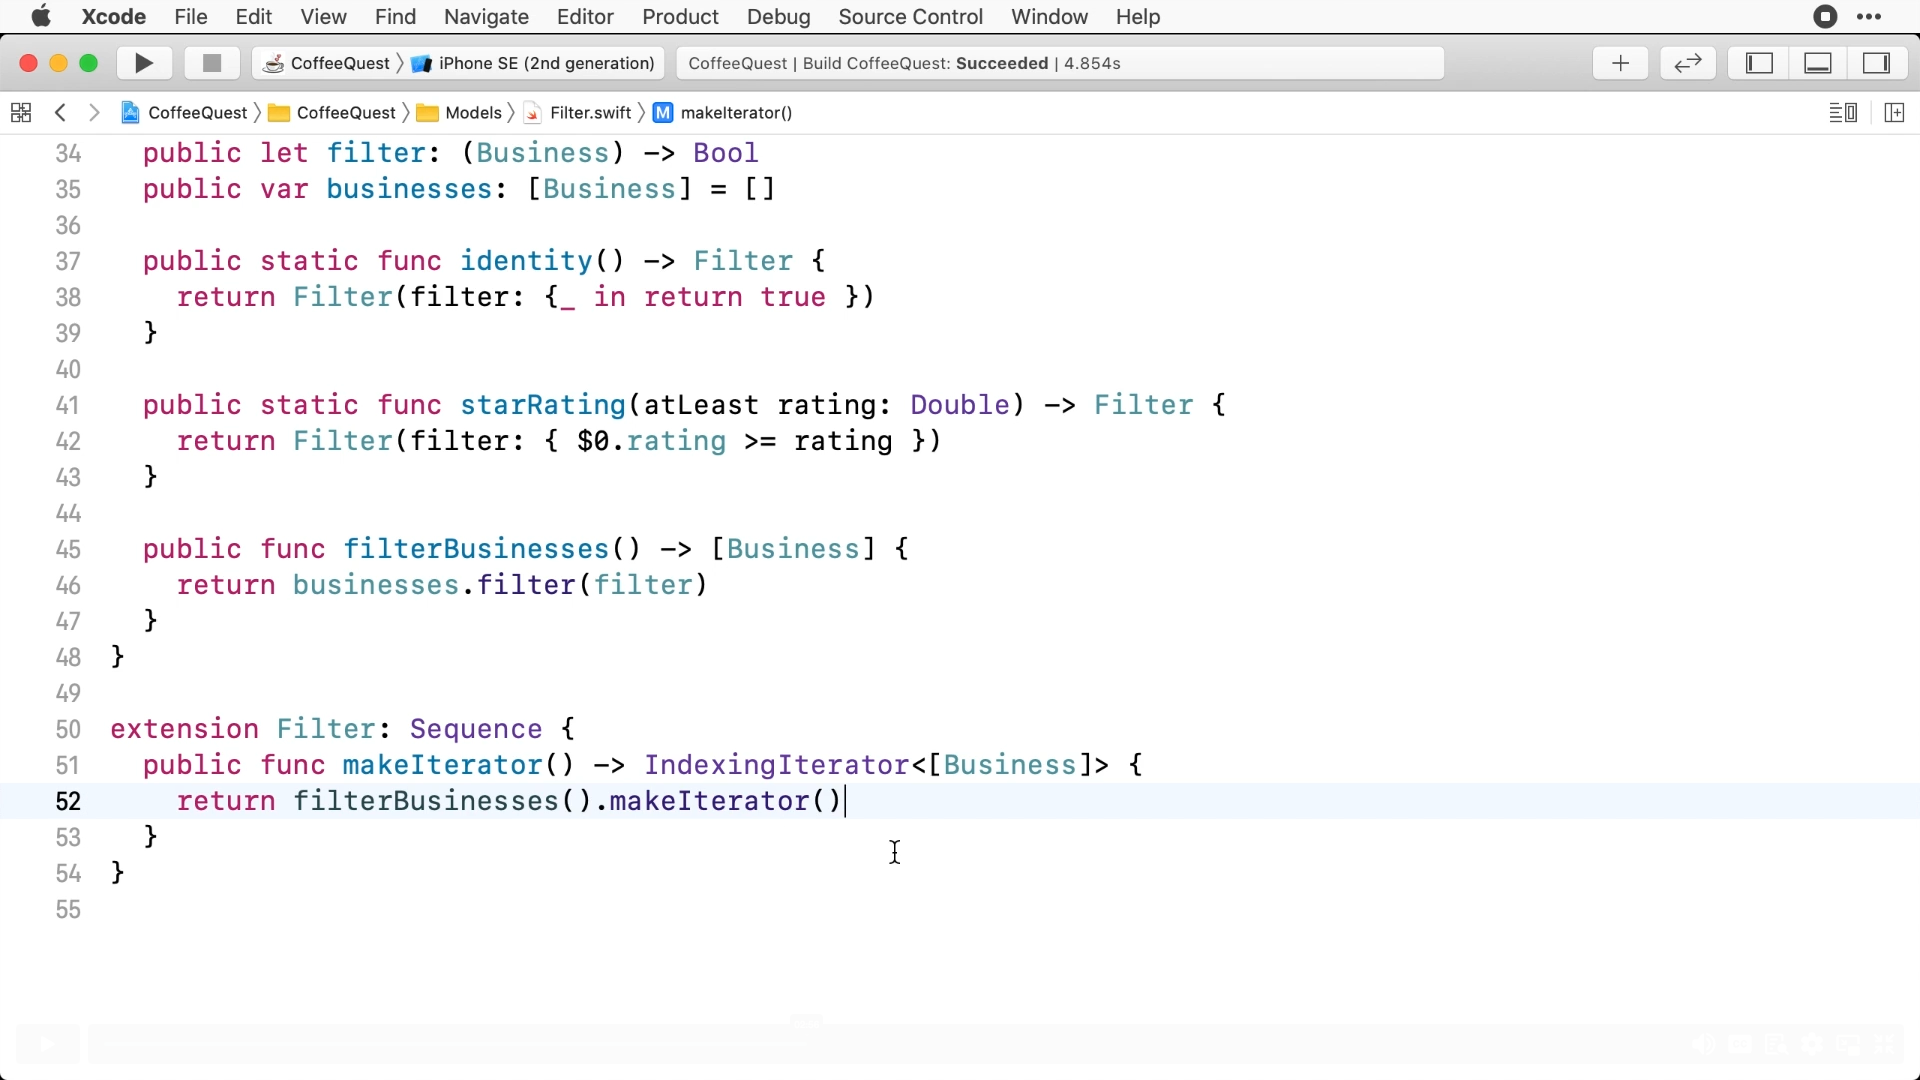 Xcode File Edit View Find Navigate Editor Product Debug Source Control Window Help
CoffeeQuest 〉 iPhone SE (2nd generation) CoffeeQuest | Build CoffeeQuest: Succeeded | 4.854s
CoffeeQuest 〉 CoffeeQuest 〉 Models 〉 Filter.swift 〉 M makeIterator()
34 public let filter: (Business) -> Bool
35 public var businesses: [Business] = []
36
37 public static func identity() -> Filter {
38 return Filter(filter: {_ in return true })
39 }
40
41 public static func starRating(atLeast rating: Double) -> Filter {
42 return Filter(filter: { $0.rating >= rating })
43 }
44
45 public func filterBusinesses() -> [Business] {
46 return businesses.filter(filter)
47 }
48 }
49
50 extension Filter: Sequence {
51 public func makeIterator() -> IndexingIterator<[Business]> {
52 return filterBusinesses().makeIterator()
53 }
54 }
55